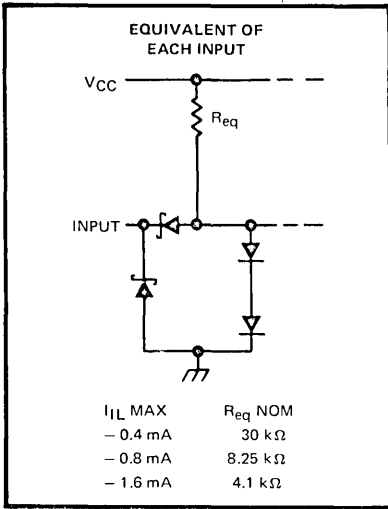 EQUIVALENT OF
EACH INPUT
VCC
Req
INPUT
IIL MAX Req NOM
– 0.4 mA 30 kΩ
– 0.8 mA 8.25 kΩ
– 1.6 mA 4.1 kΩ